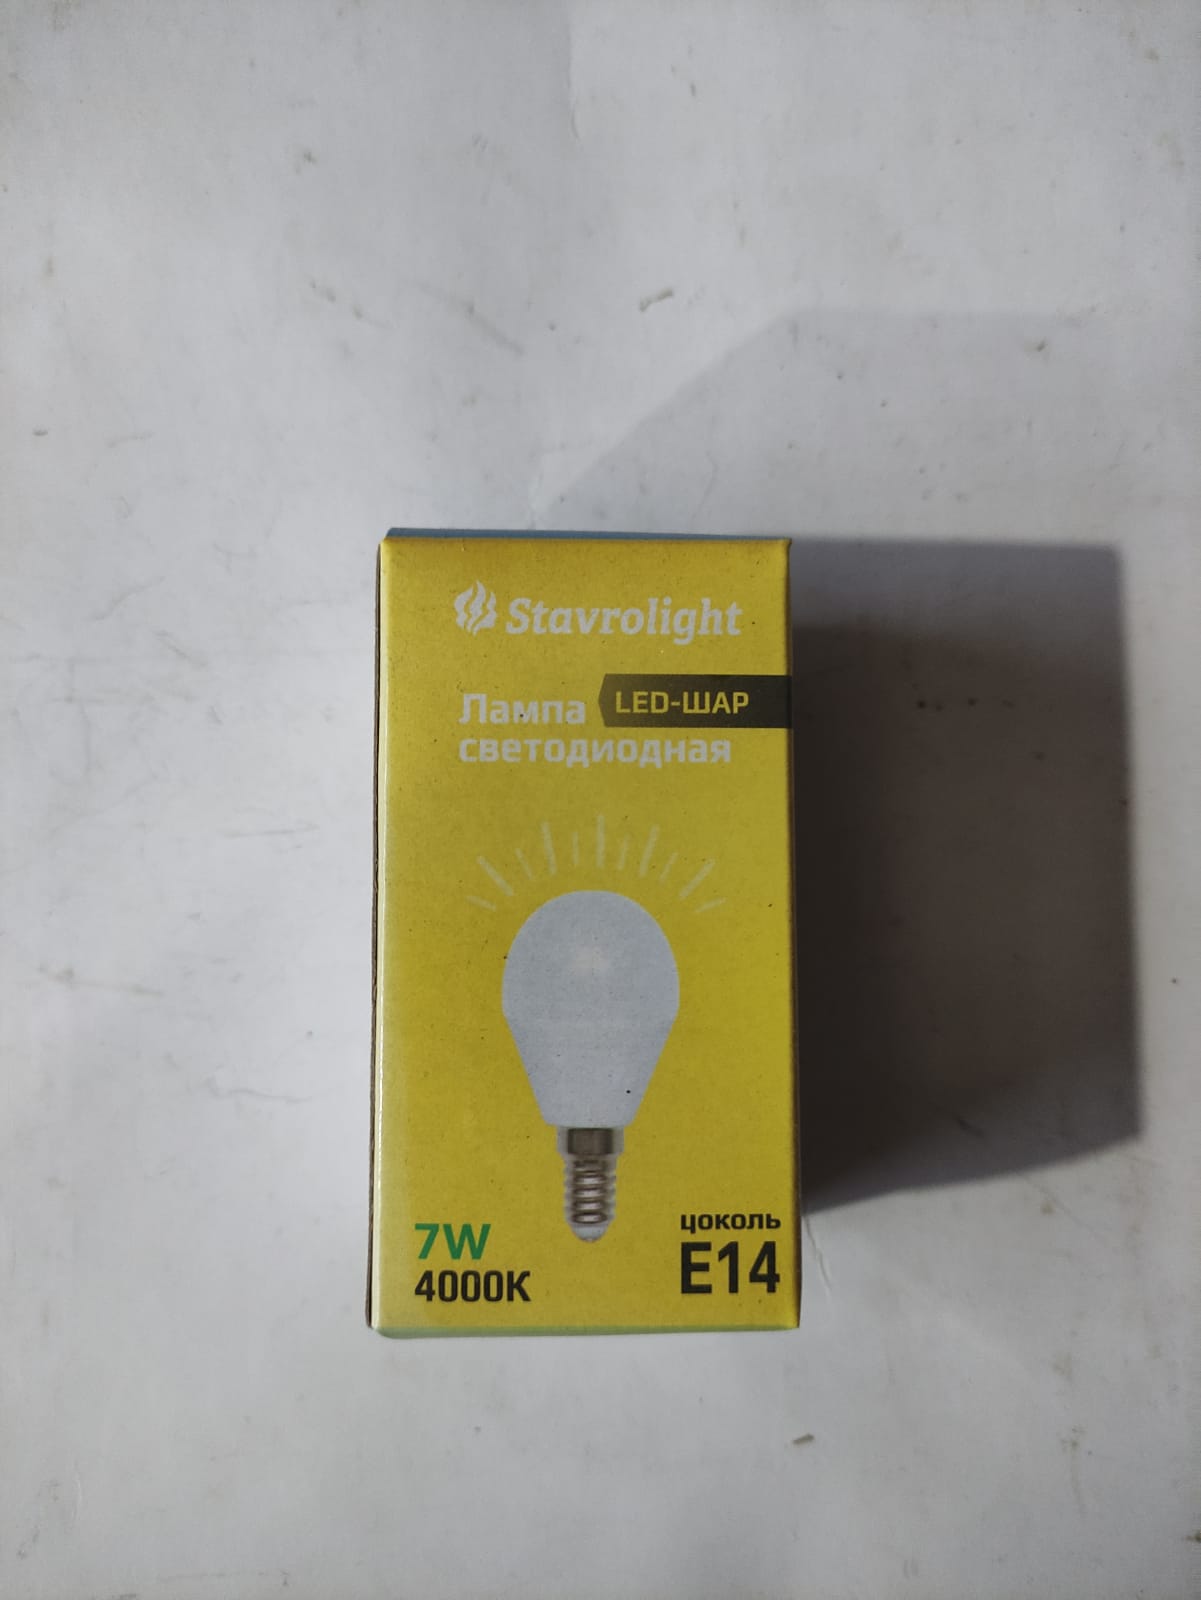 Stavrolight
Лампа LED-ШАР
светодиодная
7W
4000K
цоколь
E14